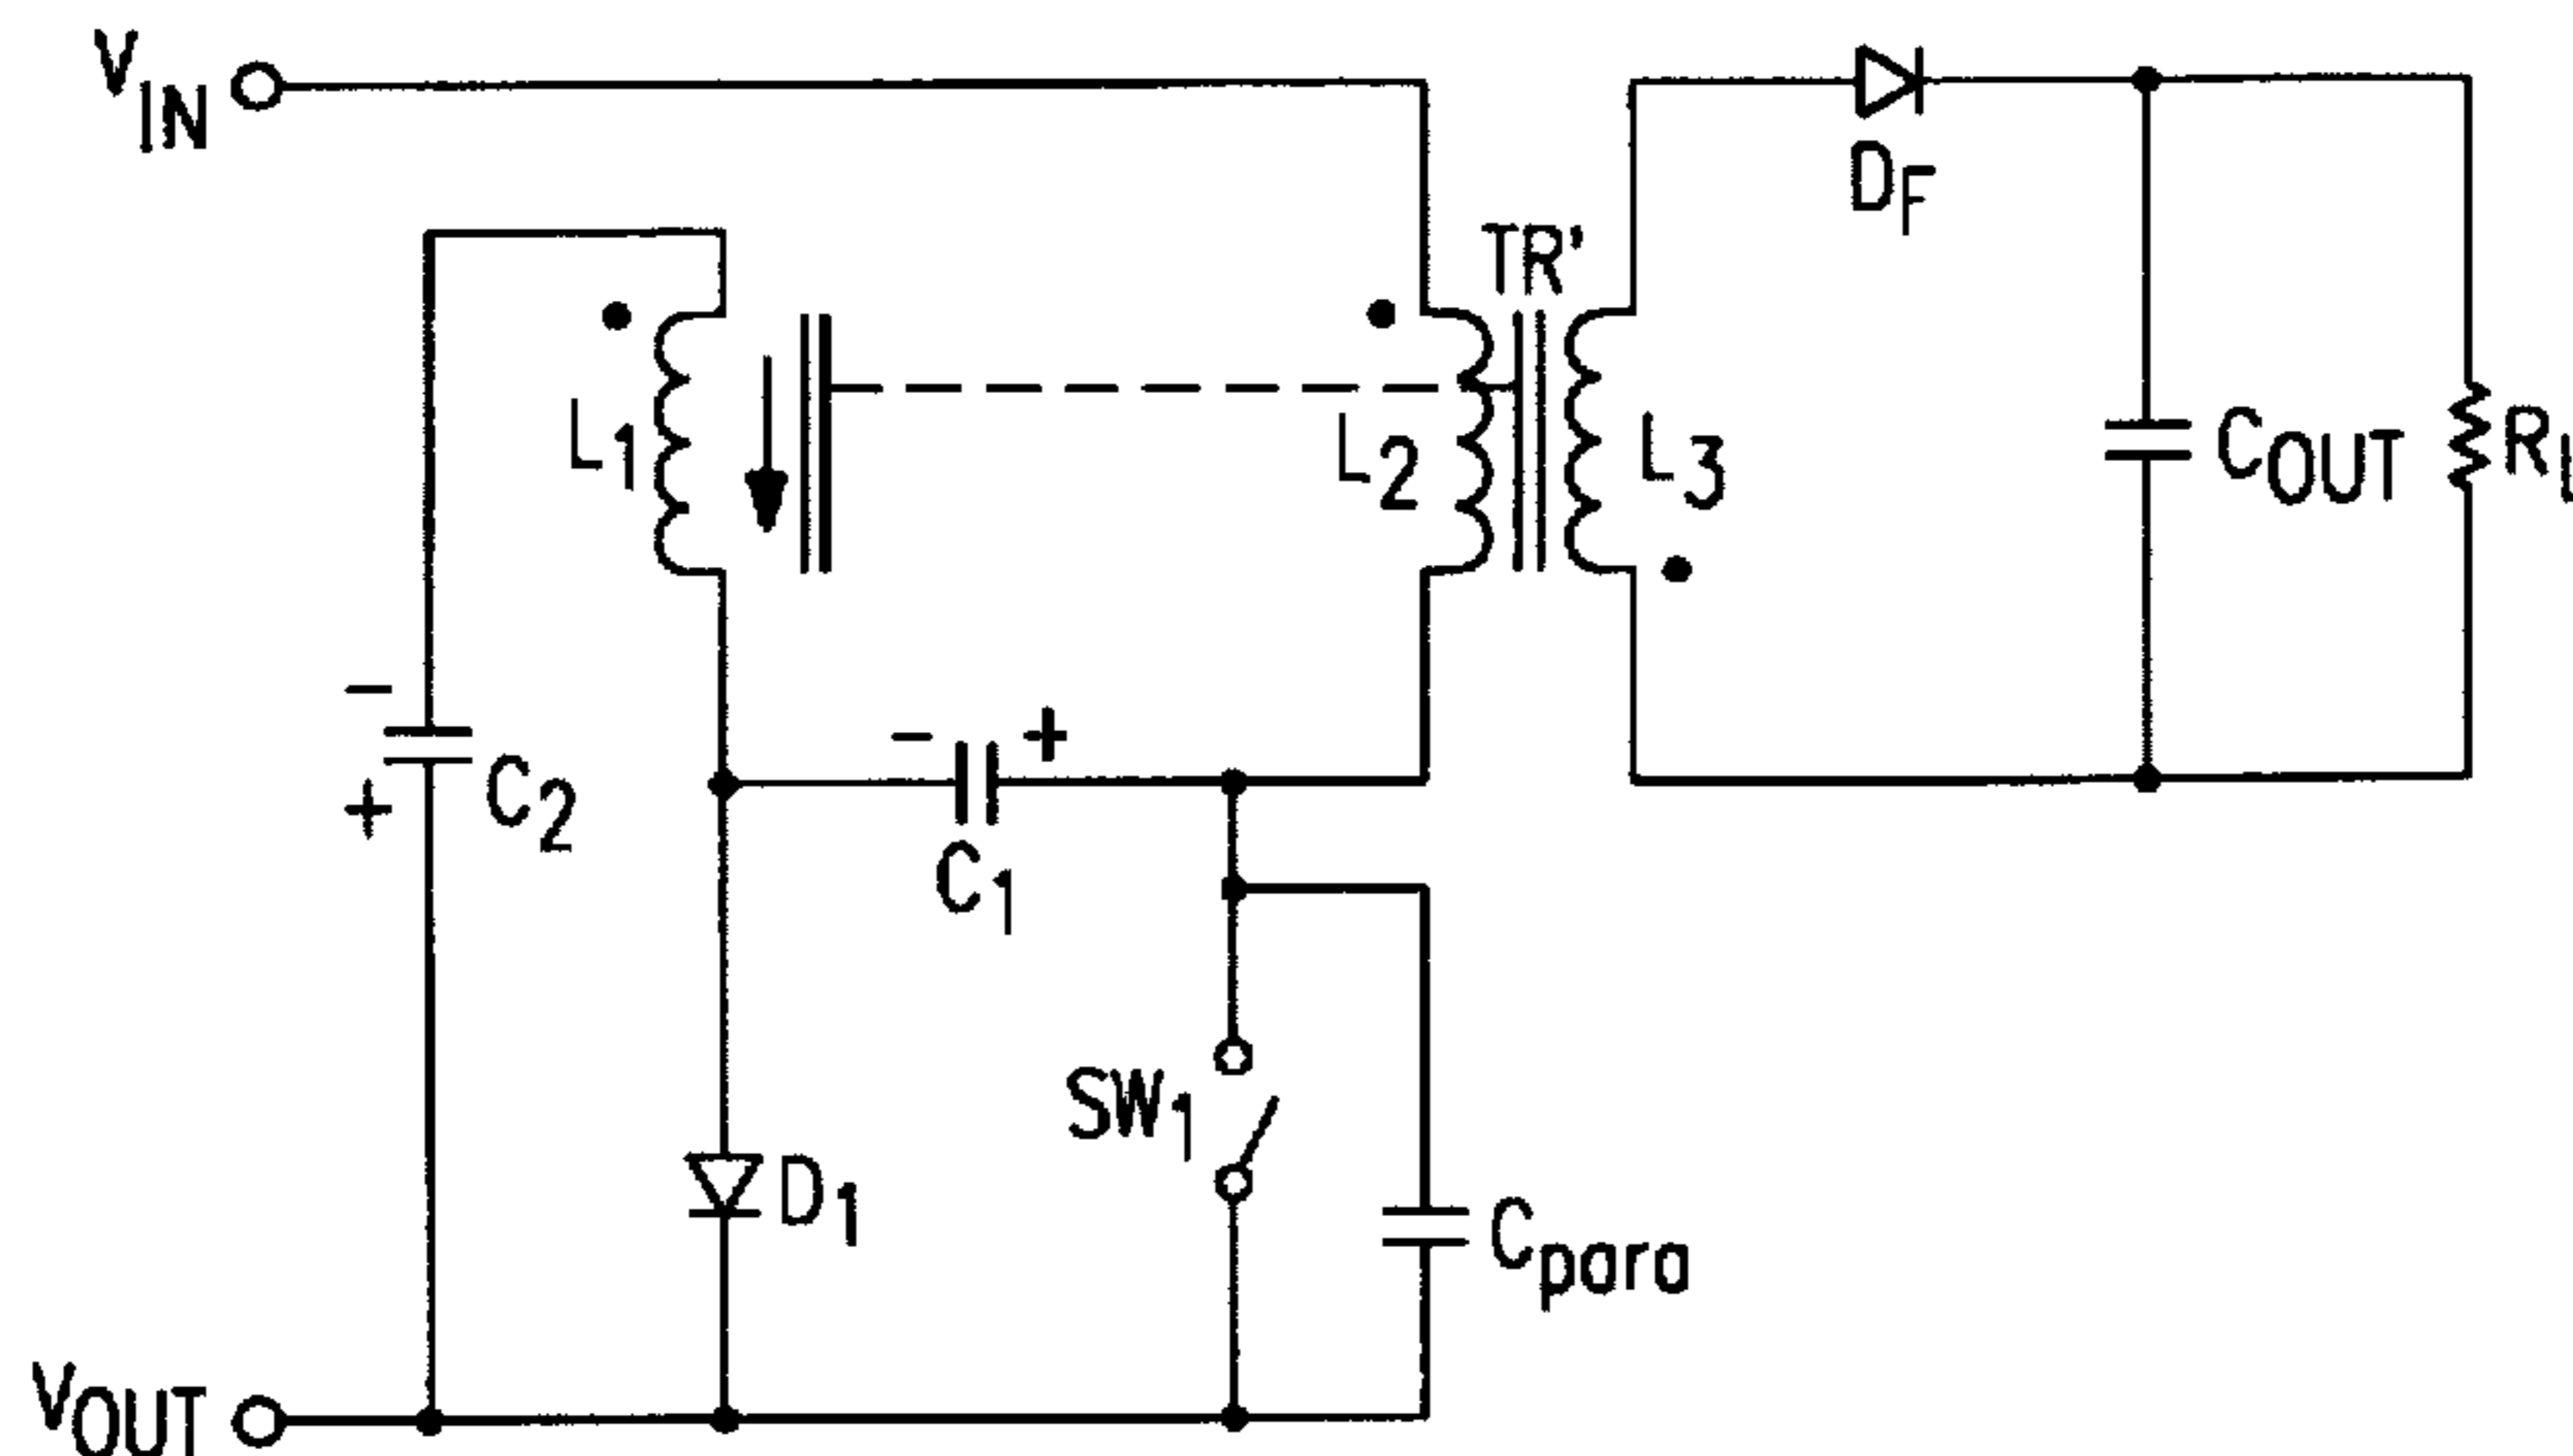 VIN
DF
TR'
L1
L2
L3
COUT
RL
−
+
C2
− +
C1
SW1
D1
Cpara
VOUT